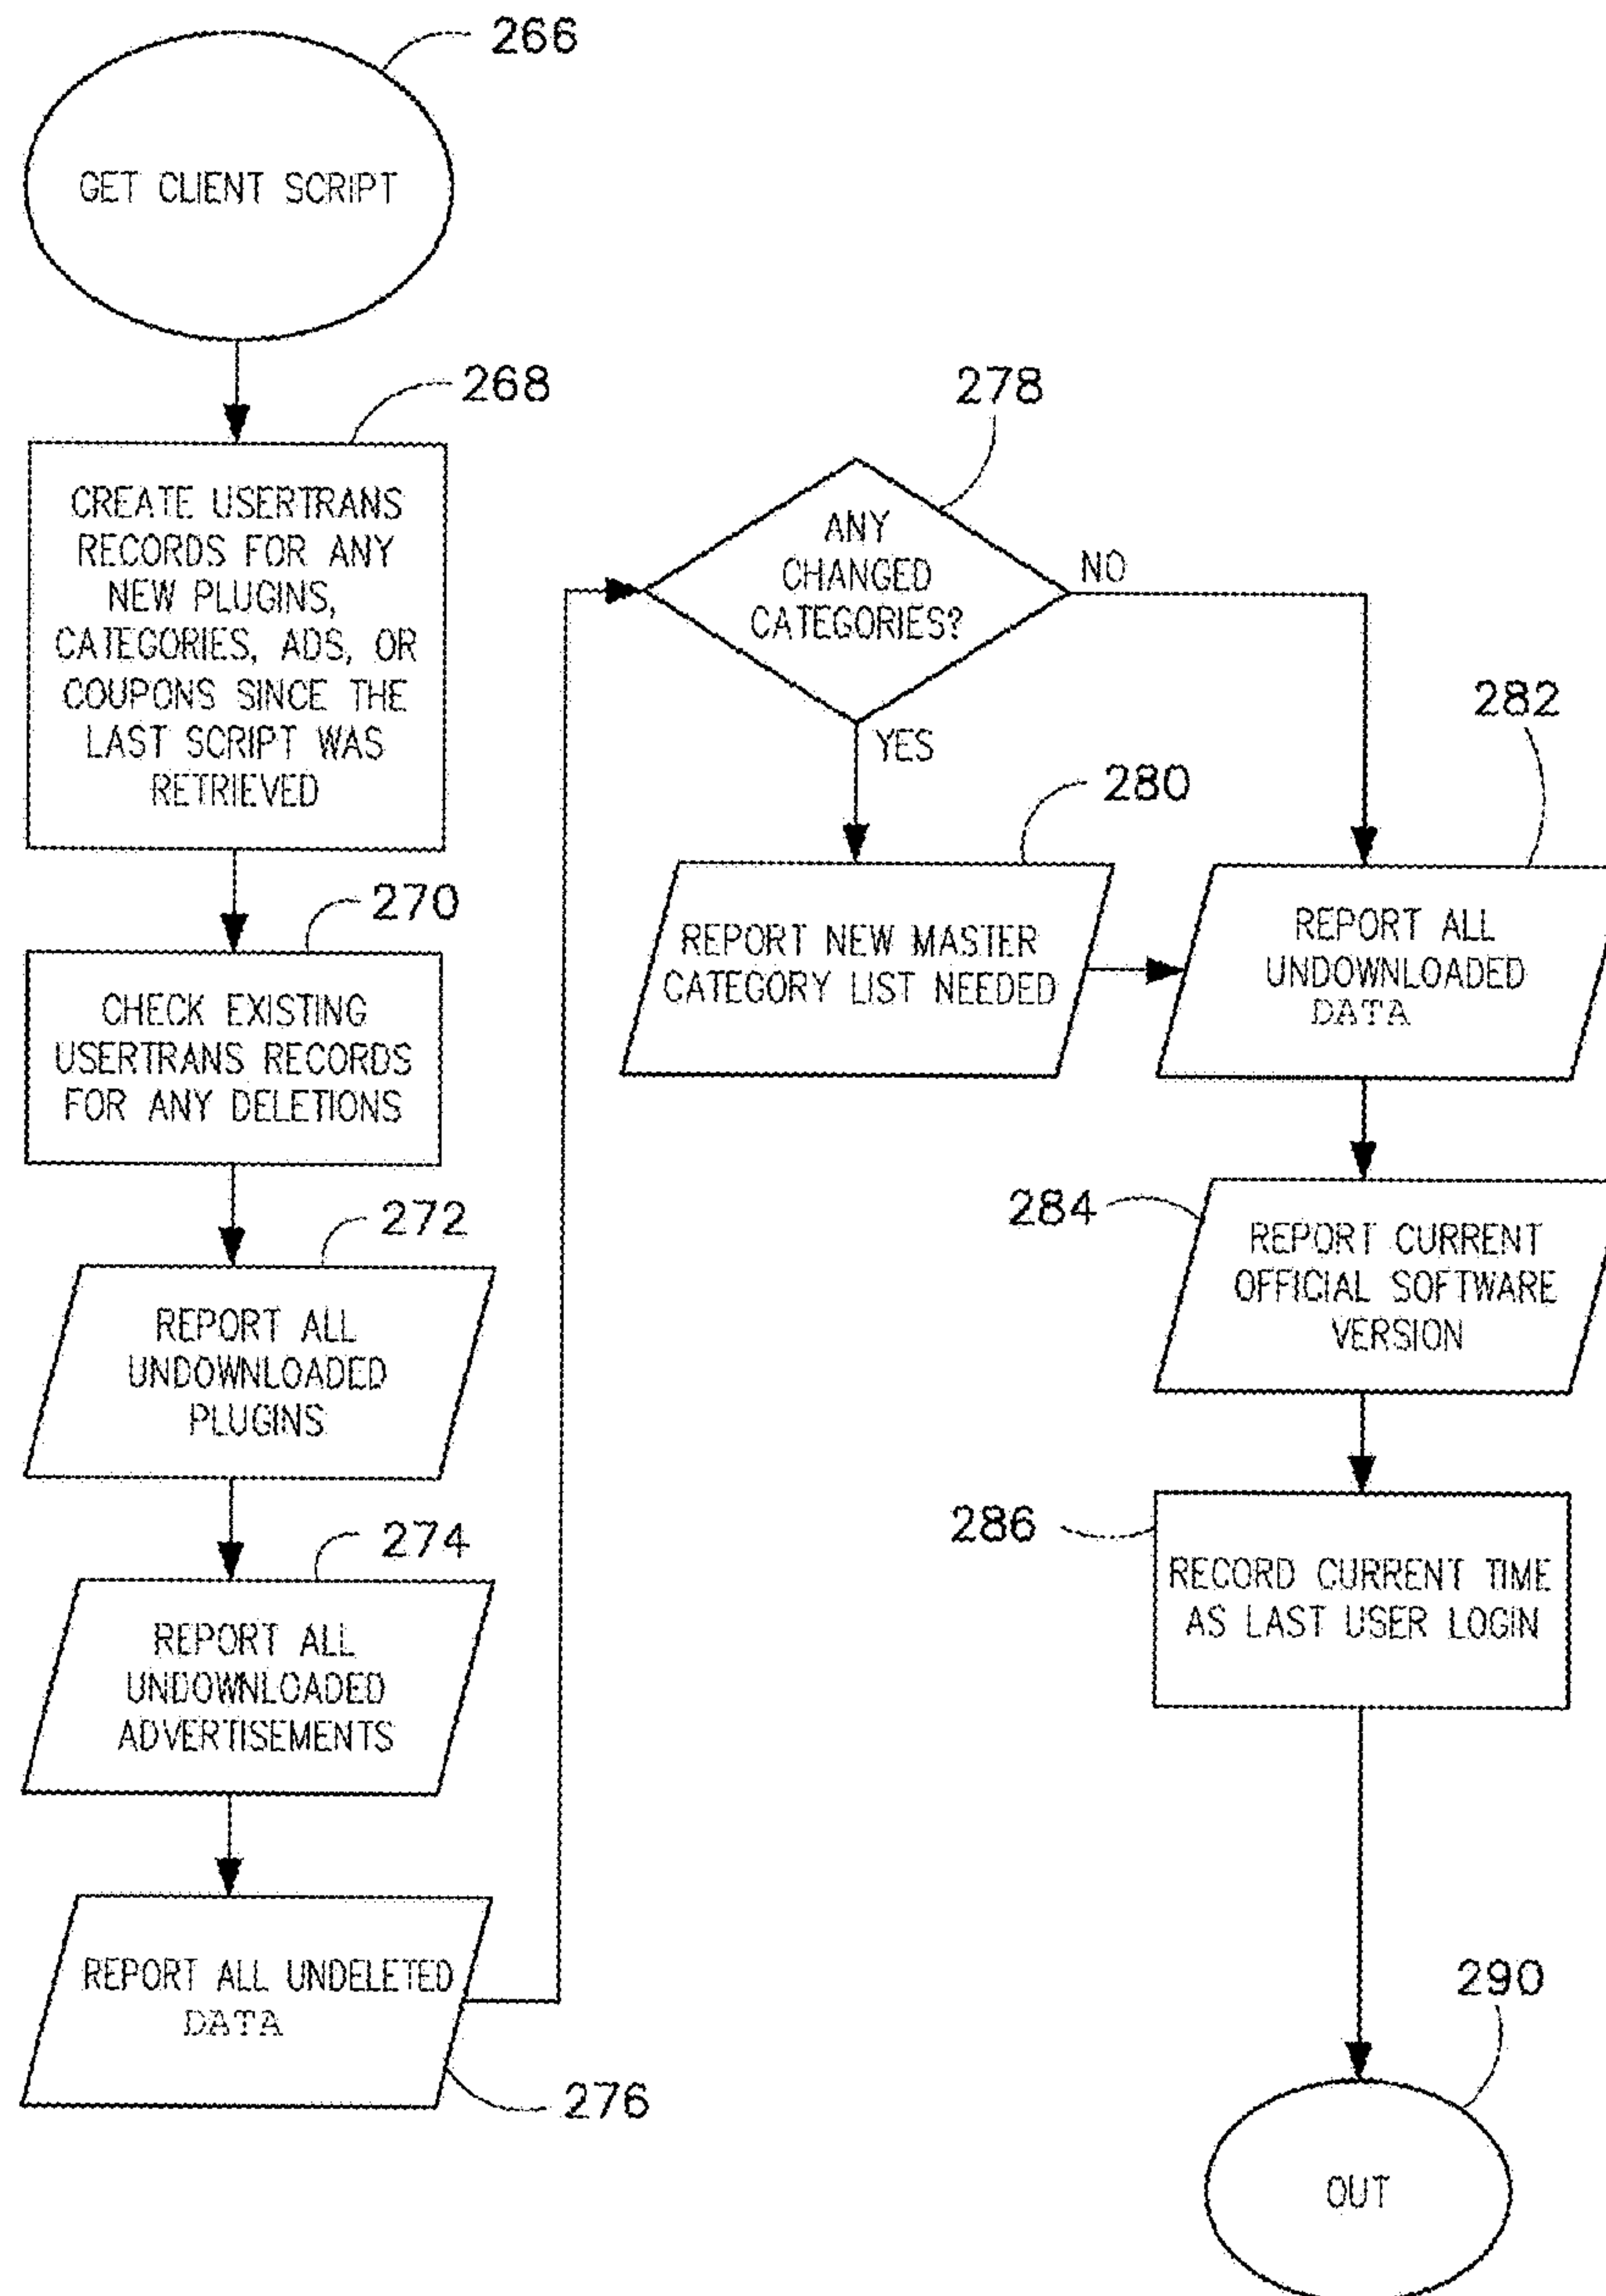 266
GET CLIENT SCRIPT
268
CREATE USERTRANS
RECORDS FOR ANY
NEW PLUGINS,
CATEGORIES, ADS, OR
COUPONS SINCE THE
LAST SCRIPT WAS
RETRIEVED
270
CHECK EXISTING
USERTRANS RECORDS
FOR ANY DELETIONS
272
REPORT ALL
UNDOWNLOADED
PLUGINS
274
REPORT ALL
UNDOWNLOADED
ADVERTISEMENTS
REPORT ALL UNDELETED
DATA
276
278
ANY
CHANGED
CATEGORIES?
NO
YES
280
REPORT NEW MASTER
CATEGORY LIST NEEDED
282
REPORT ALL
UNDOWNLOADED
DATA
284
REPORT CURRENT
OFFICIAL SOFTWARE
VERSION
286
RECORD CURRENT TIME
AS LAST USER LOGIN
290
OUT